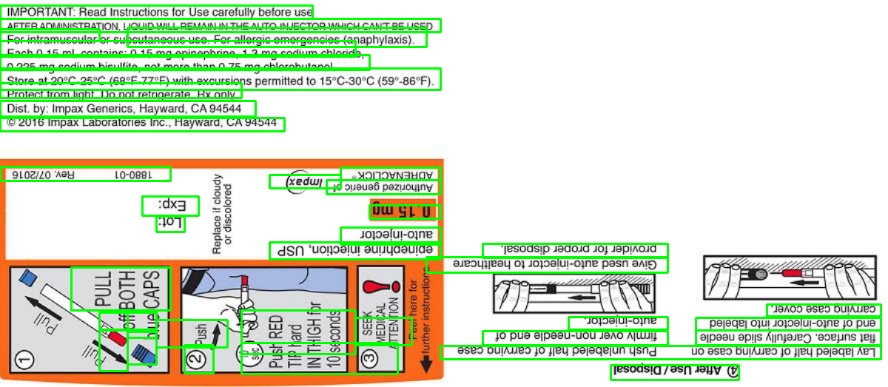 IMPORTANT: Read Instructions for Use carefully before use
AFTER ADMINISTRATION, LIQUID WILL REMAIN IN THE AUTO-INJECTOR WHICH CAN'T BE USED
For intramuscular or subcutaneous use. For allergic emergencies (anaphylaxis).
Each 0.15 mL contains: 0.15 mg epinephrine, 1.3 mg sodium chloride,
0.225 mg sodium bisulfite, not more than 0.75 mg chlorobutanol
Store at 20°C-25°C (68°F-77°F) with excursions permitted to 15°C-30°C (59°-86°F).
Protect from light. Do not refrigerate. Rx only
Dist. by: Impax Generics, Hayward, CA 94544
© 2016 Impax Laboratories Inc., Hayward, CA 94544
Authorized generic of
ADRENACLICK®
impax
1880-01
Rev. 07/2016
0.15 mg
epinephrine injection, USP
auto-injector
Lot:
Exp:
Replace if cloudy
or discolored
① PULL
off BOTH
blue CAPS
Pull
Pull
② Push RED
TIP hard
IN THIGH for
10 seconds
Push
③ SEEK
MEDICAL
ATTENTION
Peel here for
further instructions
④ After Use / Disposal
Lay labeled half of carrying case on
flat surface. Carefully slide needle
end of auto-injector into labeled
carrying case cover.
Push unlabeled half of carrying case
firmly over non-needle end of
auto-injector.
Give used auto-injector to healthcare
provider for proper disposal.